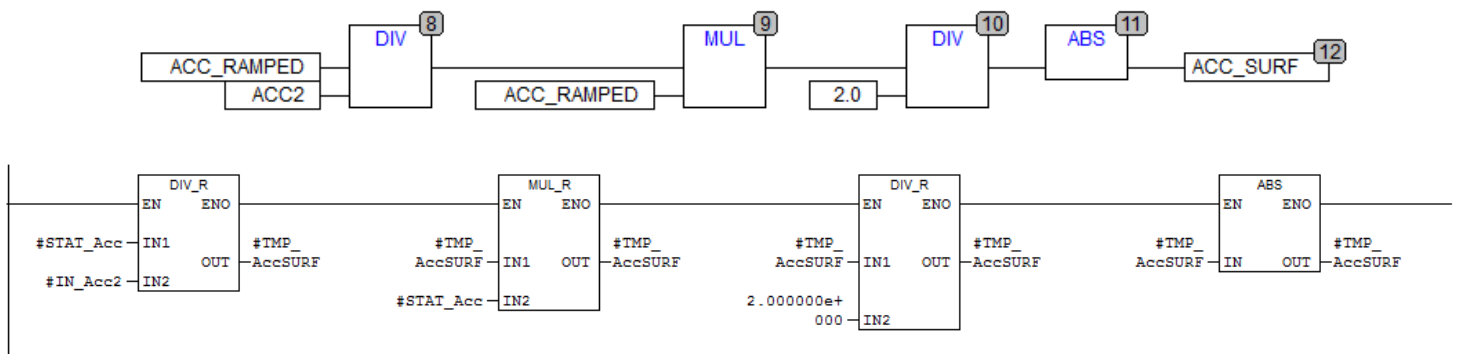 DIV 8
MUL 9
DIV 10
ABS 11
ACC_RAMPED
ACC2
ACC_RAMPED
2.0
ACC_SURF 12
DIV_R
EN ENO
#STAT_Acc IN1
#IN_Acc2 IN2
OUT
#TMP_
AccSURF
MUL_R
EN ENO
#TMP_
AccSURF IN1
#STAT_Acc IN2
OUT
#TMP_
AccSURF
DIV_R
EN ENO
#TMP_
AccSURF IN1
2.000000e+
000 IN2
OUT
#TMP_
AccSURF
ABS
EN ENO
#TMP_
AccSURF IN
OUT
#TMP_
AccSURF